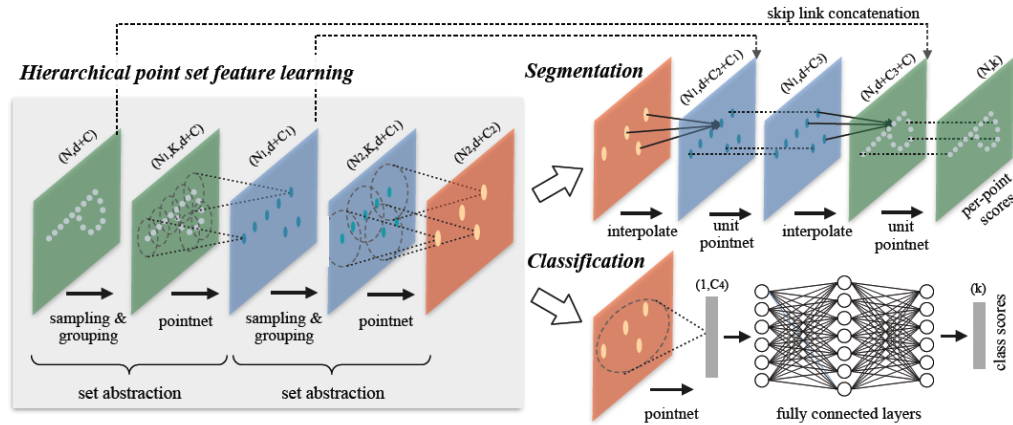 skip link concatenation
Hierarchical point set feature learning
(N,d+C)
(N1,K,d+C)
(N1,d+C1)
(N2,K,d+C1)
(N2,d+C2)
sampling &
grouping
pointnet
sampling &
grouping
pointnet
set abstraction
set abstraction
Segmentation
(N1,d+C2+C1)
(N1,d+C3)
(N,d+C3+C)
(N,k)
interpolate
unit
pointnet
interpolate
unit
pointnet
per-point
scores
Classification
(1,C4)
(k)
class scores
pointnet
fully connected layers